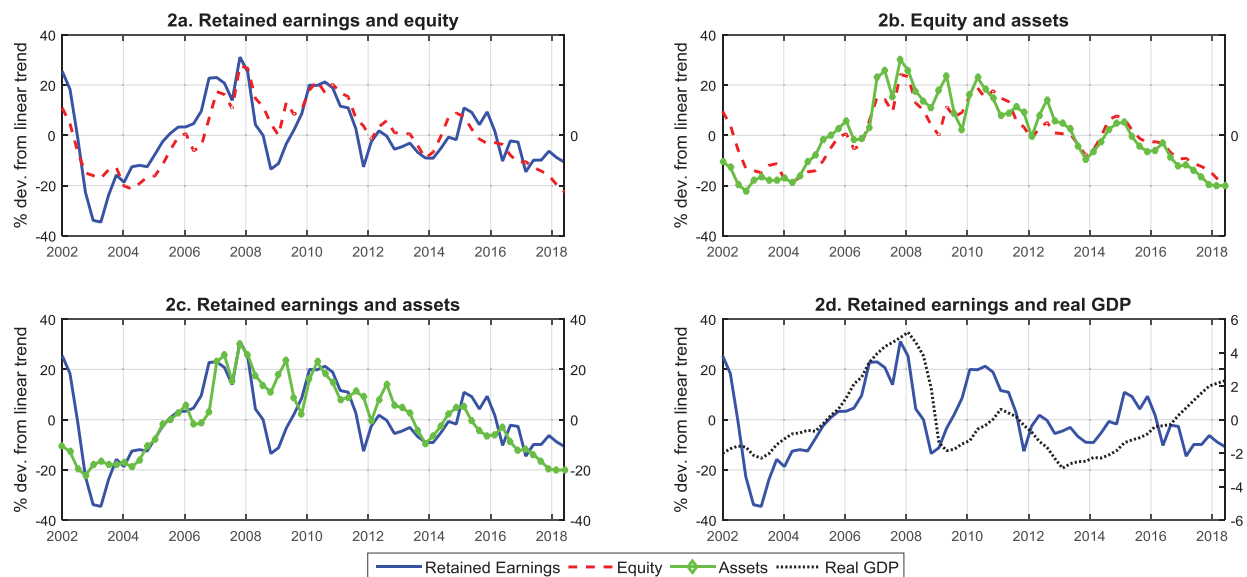 2a. Retained earnings and equity
% dev. from linear trend
40
20
0
-20
-40
0
2002 2004 2006 2008 2010 2012 2014 2016 2018
2b. Equity and assets
% dev. from linear trend
40
20
0
-20
-40
0
2002 2004 2006 2008 2010 2012 2014 2016 2018
2c. Retained earnings and assets
% dev. from linear trend
40
20
0
-20
-40
40
20
0
-20
-40
2002 2004 2006 2008 2010 2012 2014 2016 2018
2d. Retained earnings and real GDP
% dev. from linear trend
40
20
0
-20
-40
6
4
2
0
-2
-4
-6
2002 2004 2006 2008 2010 2012 2014 2016 2018
Retained Earnings Equity Assets Real GDP